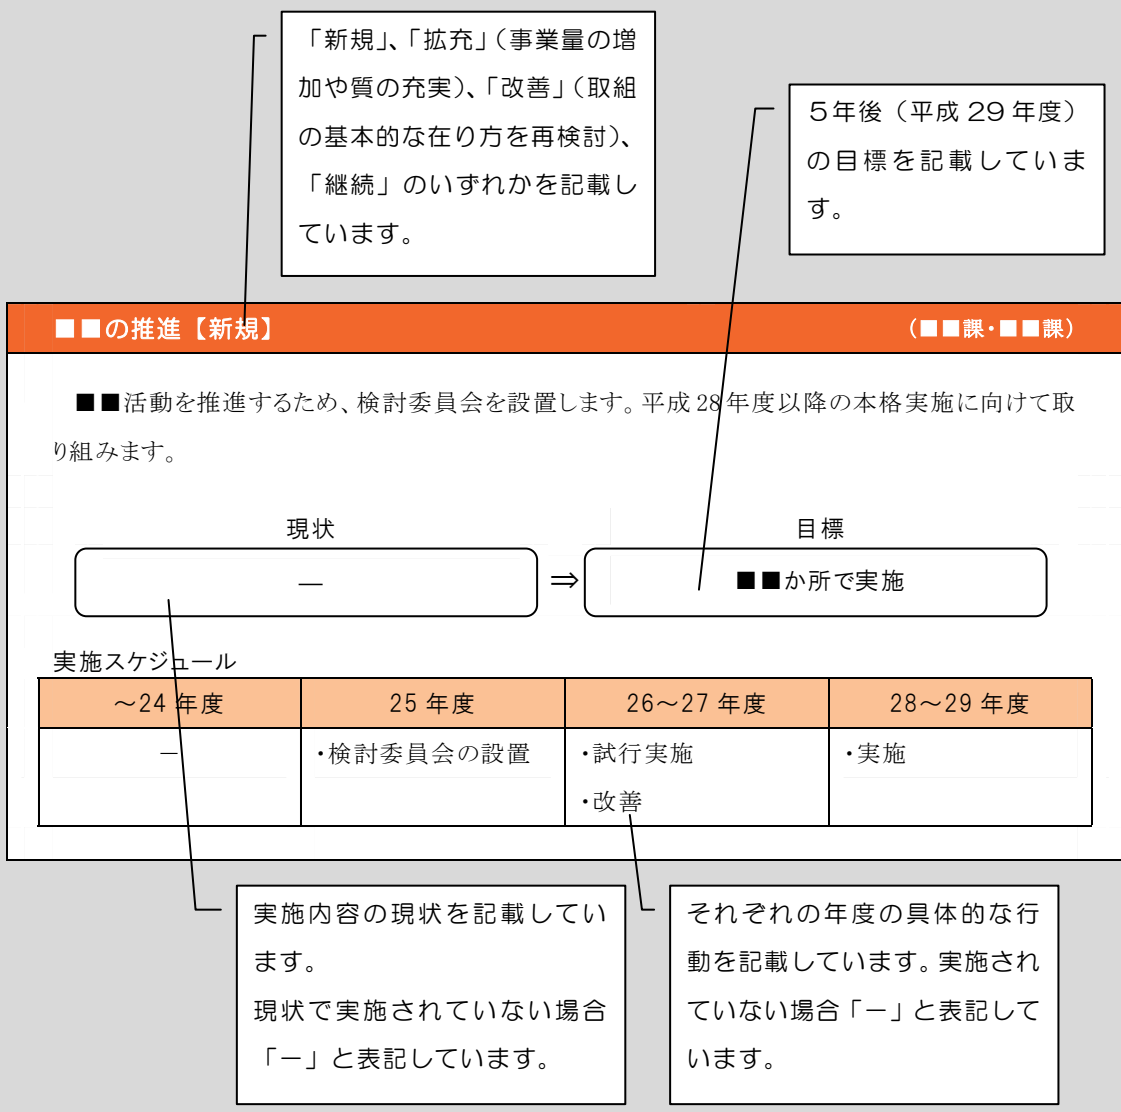 「新規」、「拡充」（事業量の増
加や質の充実）、「改善」（取組
の基本的な在り方を再検討）、
「継続」のいずれかを記載し
ています。
５年後（平成 29 年度）
の目標を記載していま
す。
■■の推進【新規】
（■■課・■■課）
■■活動を推進するため、検討委員会を設置します。平成 28 年度以降の本格実施に向けて取
り組みます。
現状
目標
―
⇒
■■か所で実施
実施スケジュール
～24 年度
25 年度
26～27 年度
28～29 年度
－
・検討委員会の設置
・試行実施
・実施
・改善
実施内容の現状を記載してい
ます。
現状で実施されていない場合
「－」と表記しています。
それぞれの年度の具体的な行
動を記載しています。実施され
ていない場合「－」と表記して
います。